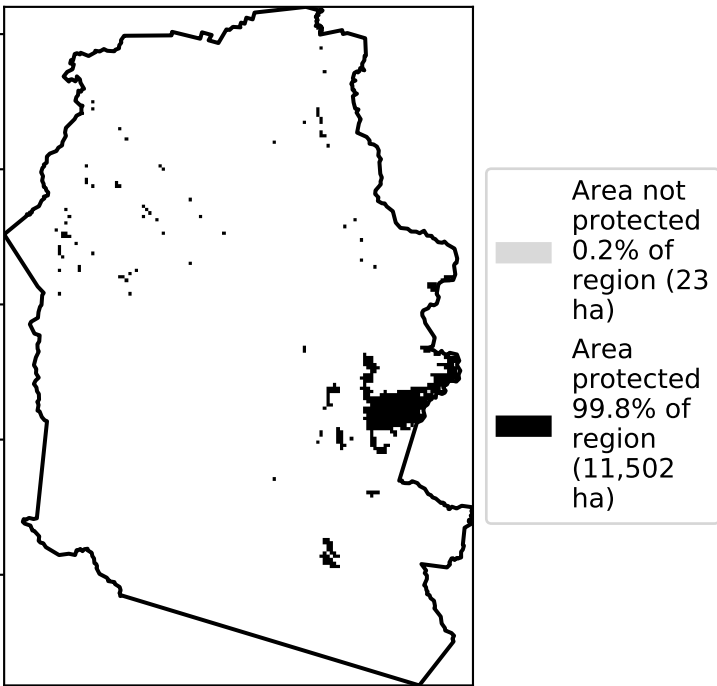 Area not
protected
0.2% of
region (23
ha)
Area
protected
99.8% of
region
(11,502
ha)